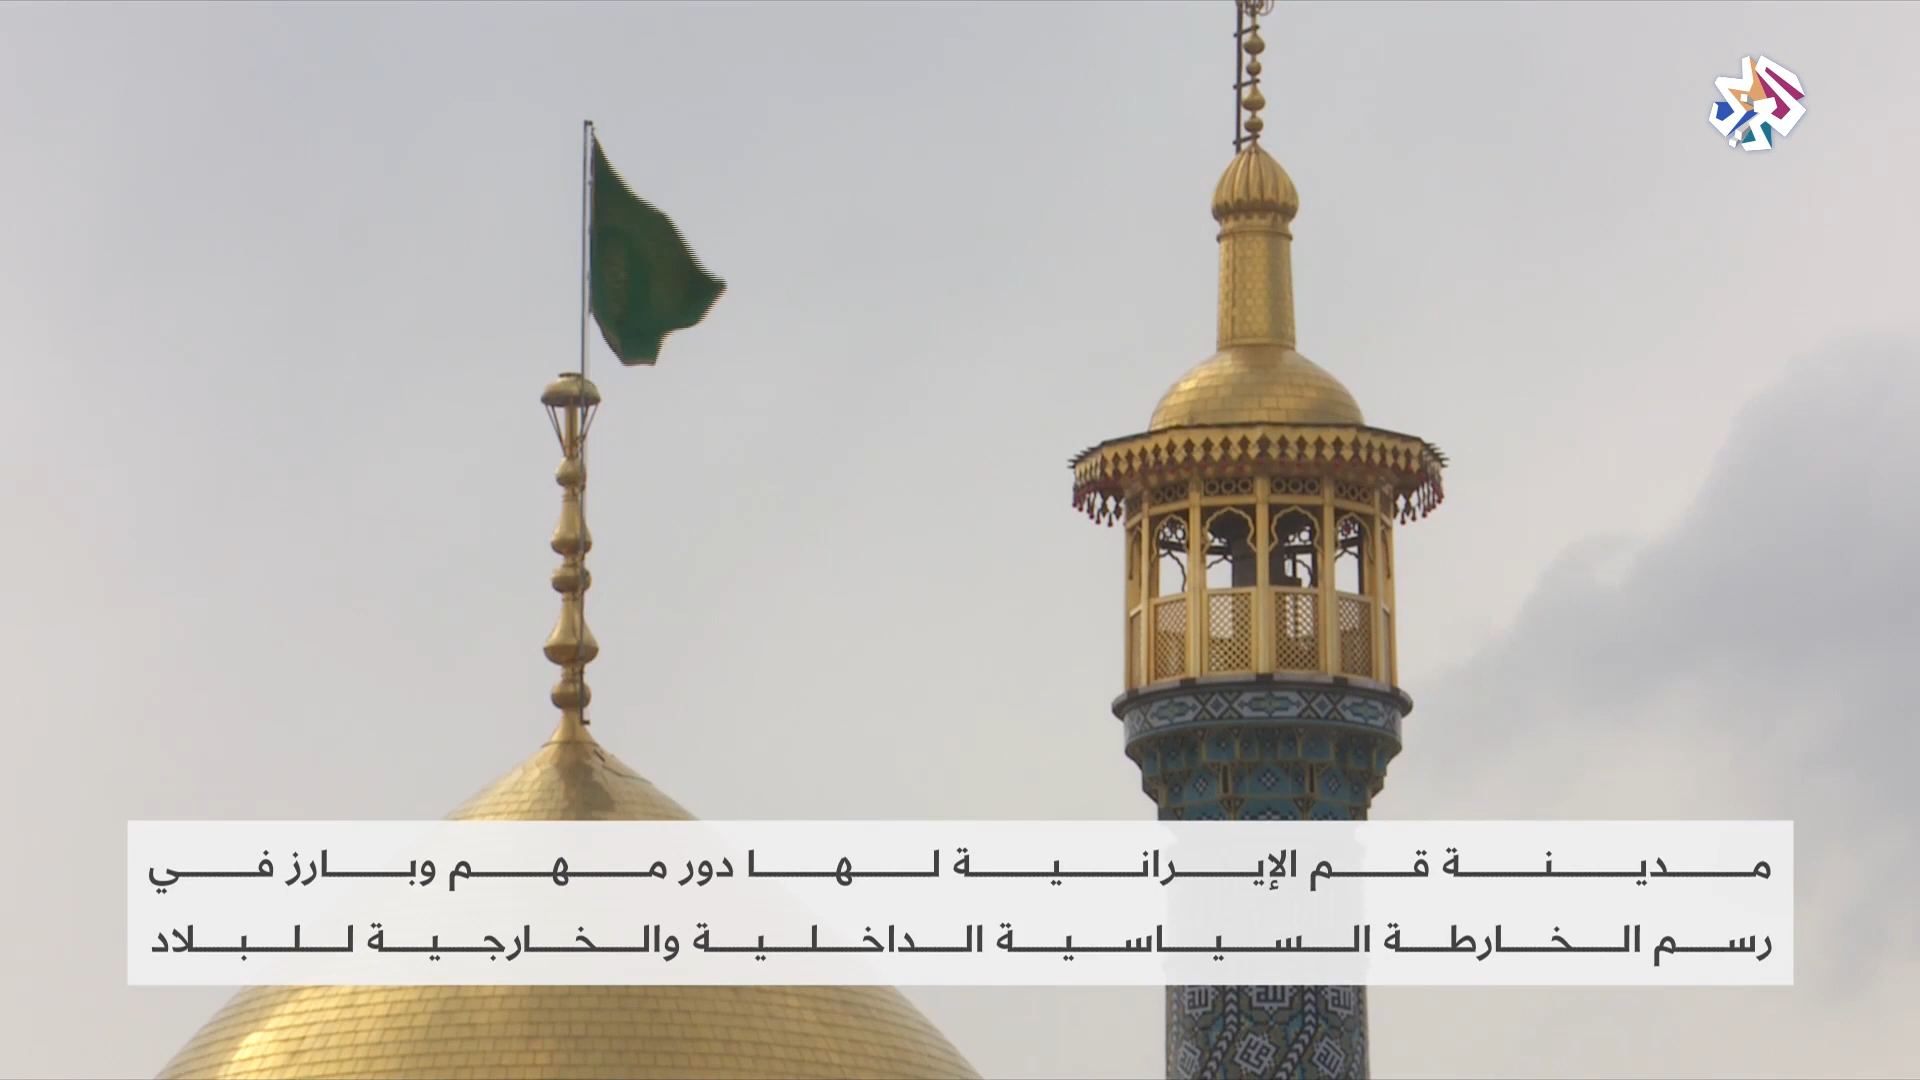 مدينة قم الإيرانية لها دور مهم وبارز في
رسم الخارطة السياسية الداخلية والخارجية للبلاد